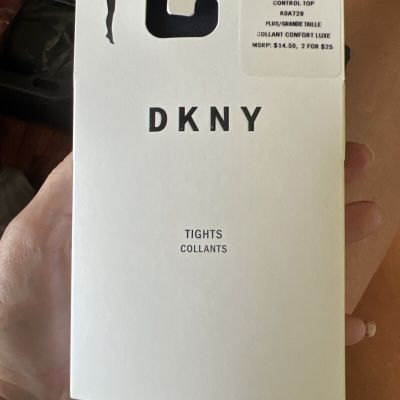 CONTROL TOP
K0A729
PLUS/GRANDE TAILLE
COLLANT CONFORT LUXE
MSRP: $14.50, 2 FOR $25
DKNY
TIGHTS
COLLANTS